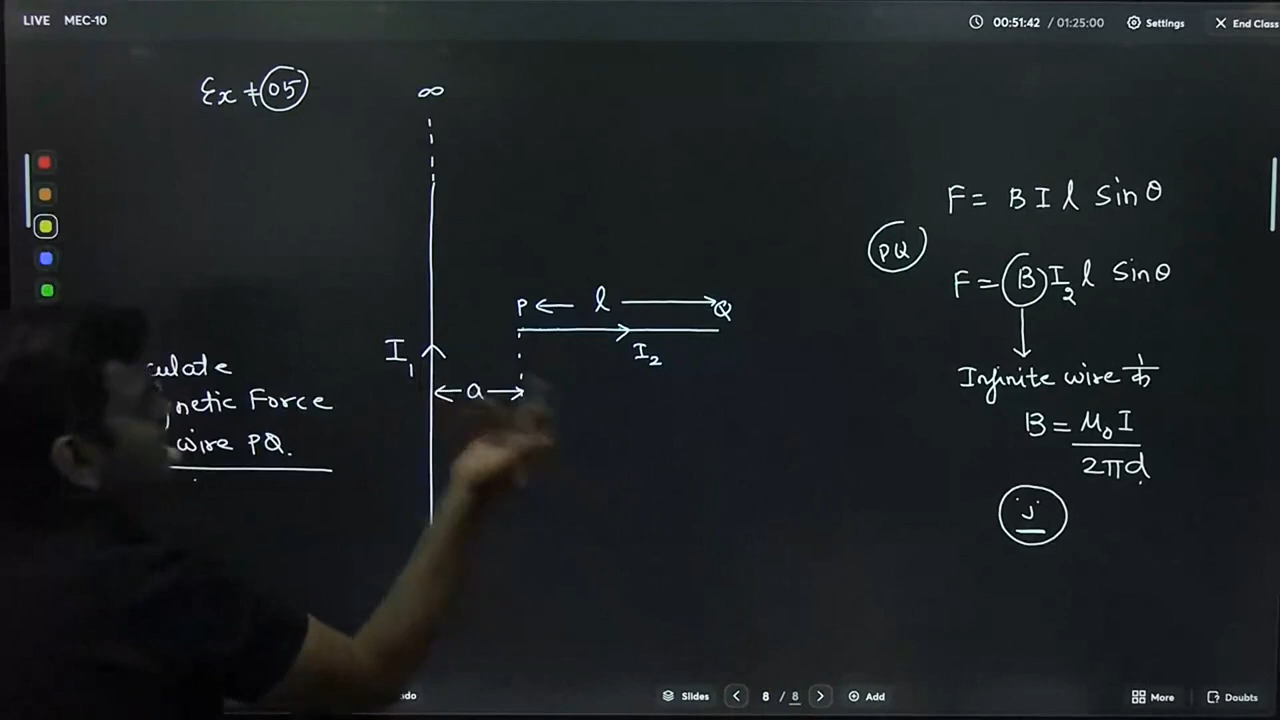 LIVE MEC-10
00:51:42 / 01:25:00 Settings End Class
Ex ≠ 05
∞
F = B I l Sin θ
PQ
F = B I₂ l Sin θ
P l Q
I₁
I₂
a
Infinite wire
B = μ₀ I
2πd
netic Force
wire PQ.
Slides 8 / 8 Add
More Doubts